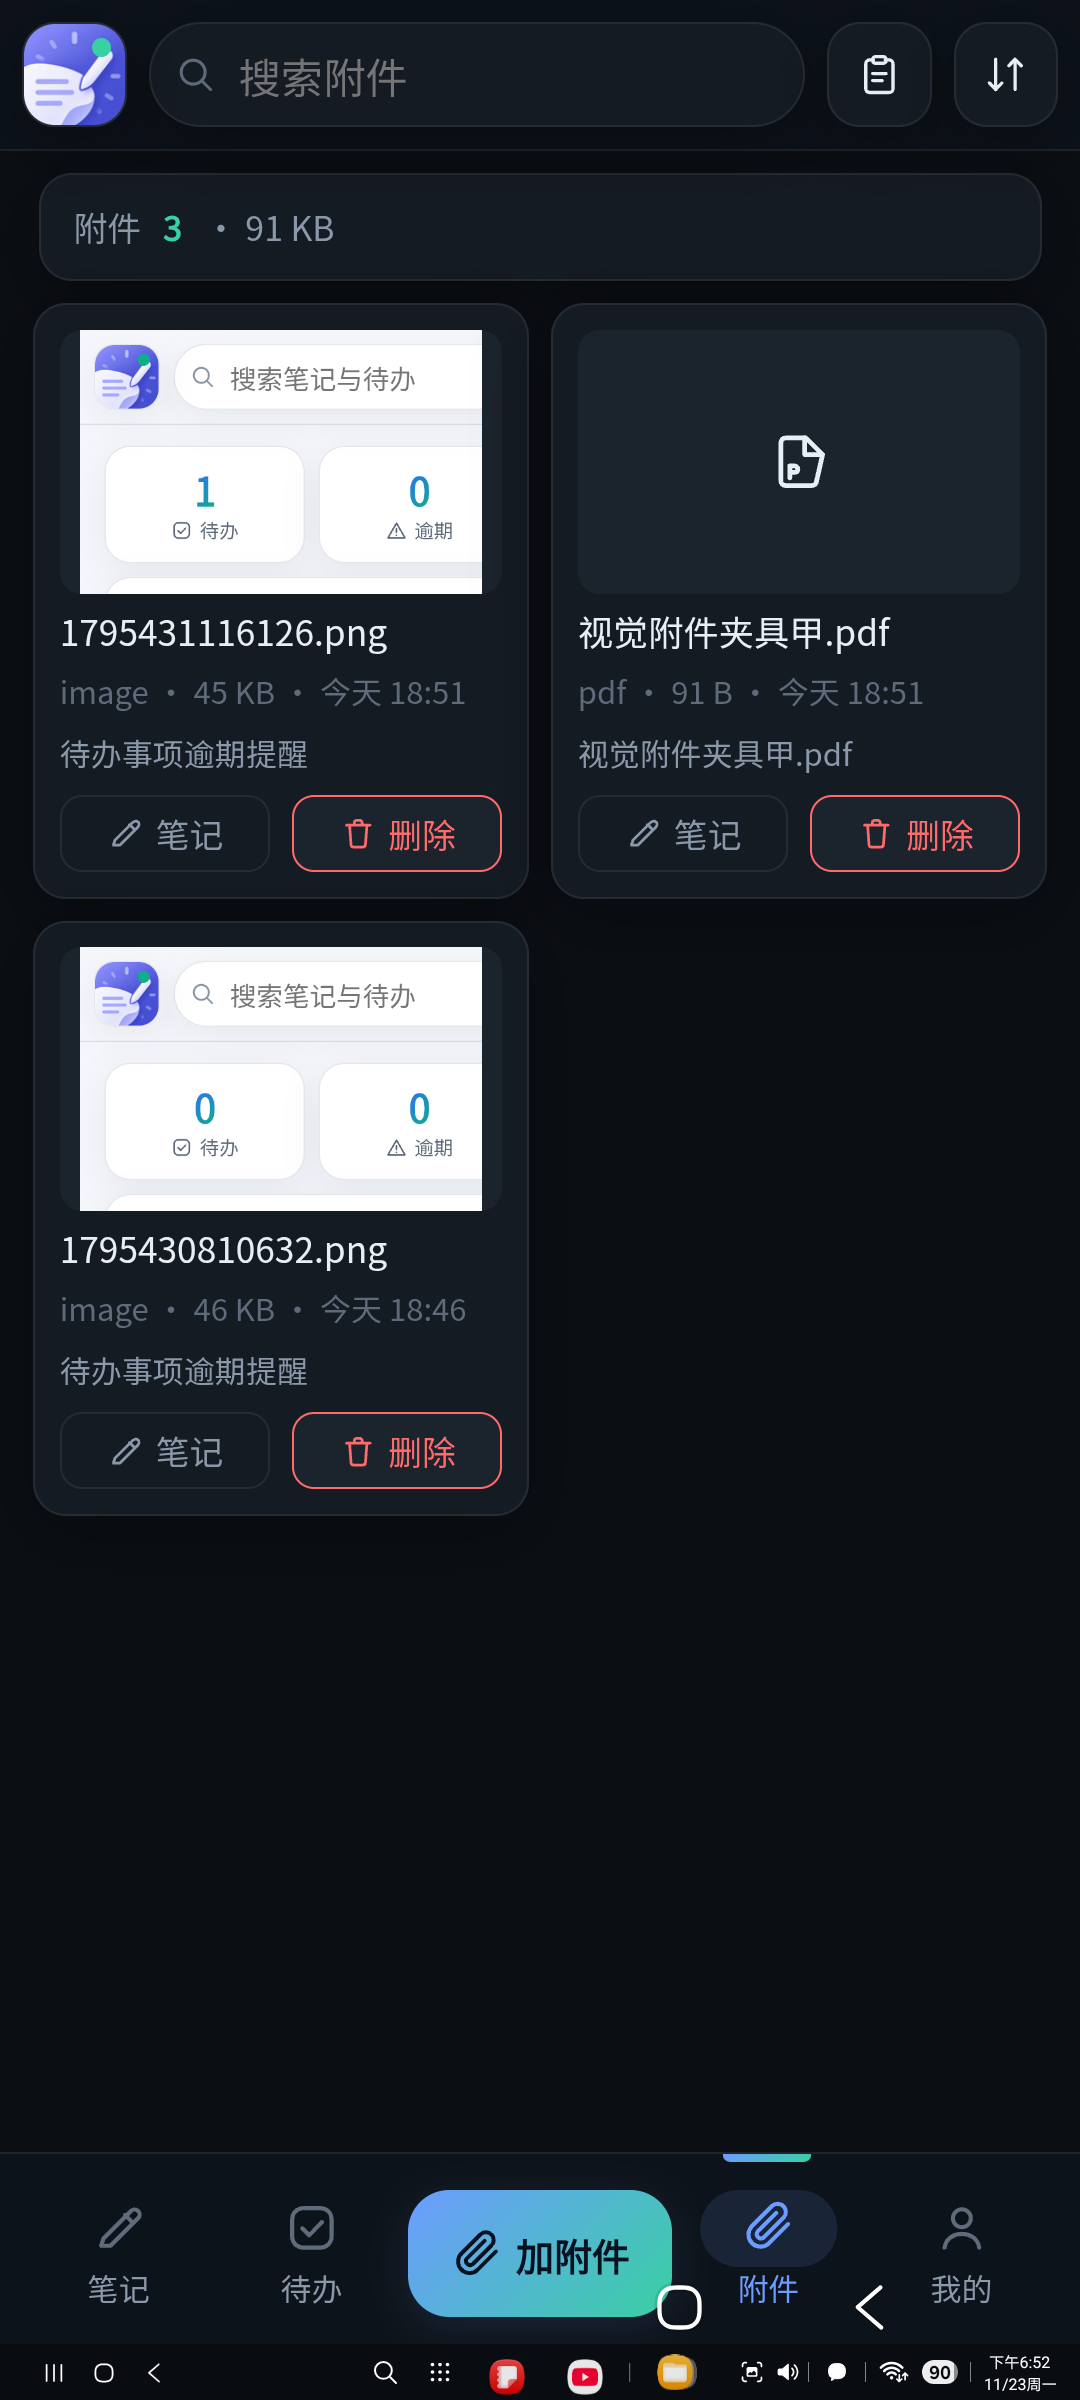 搜索附件
附件 3 • 91 KB
搜索笔记与待办
1 0
待办 逾期
1795431116126.png
image • 45 KB • 今天 18:51
待办事项逾期提醒
笔记 删除
P
视觉附件夹具甲.pdf
pdf • 91 B • 今天 18:51
视觉附件夹具甲.pdf
笔记 删除
搜索笔记与待办
0 0
待办 逾期
1795430810632.png
image • 46 KB • 今天 18:46
待办事项逾期提醒
笔记 删除
笔记 待办 加附件 附件 我的
90
下午6:52
11/23周一